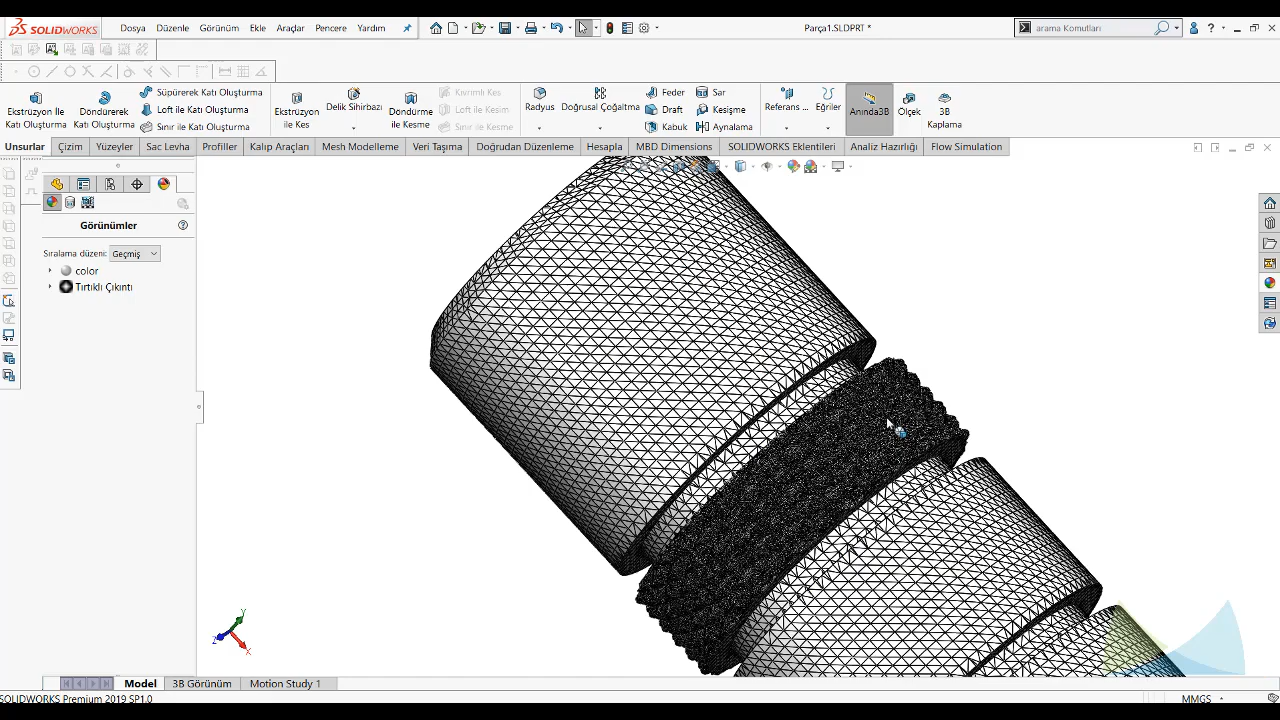 SOLIDWORKS
Dosya Düzenle Görünüm Ekle Araçlar Pencere Yardım
Parça1.SLDPRT *
arama Komutları
Ekstrüzyon İle Katı Oluşturma
Döndürerek Katı Oluşturma
Süpürerek Katı Oluşturma
Loft ile Katı Oluşturma
Sınır ile Katı Oluşturma
Ekstrüzyon ile Kes
Delik Sihirbazı
Döndürme ile Kesme
Kıvrımlı Kes
Loft ile Kesim
Sınır ile Kesme
Radyus
Doğrusal Çoğaltma
Feder
Draft
Kabuk
Sar
Kesişme
Aynalama
Referans ...
Eğriler
Anında3B
Ölçek
3B Kaplama
Unsurlar Çizim Yüzeyler Sac Levha Profiller Kalıp Araçları Mesh Modelleme Veri Taşıma Doğrudan Düzenleme Hesapla MBD Dimensions SOLIDWORKS Eklentileri Analiz Hazırlığı Flow Simulation
Görünümler
Sıralama düzeni: Geçmiş
color
Tırtıklı Çıkıntı
Y
Z
X
Model 3B Görünüm Motion Study 1
SOLIDWORKS Premium 2019 SP1.0
MMGS